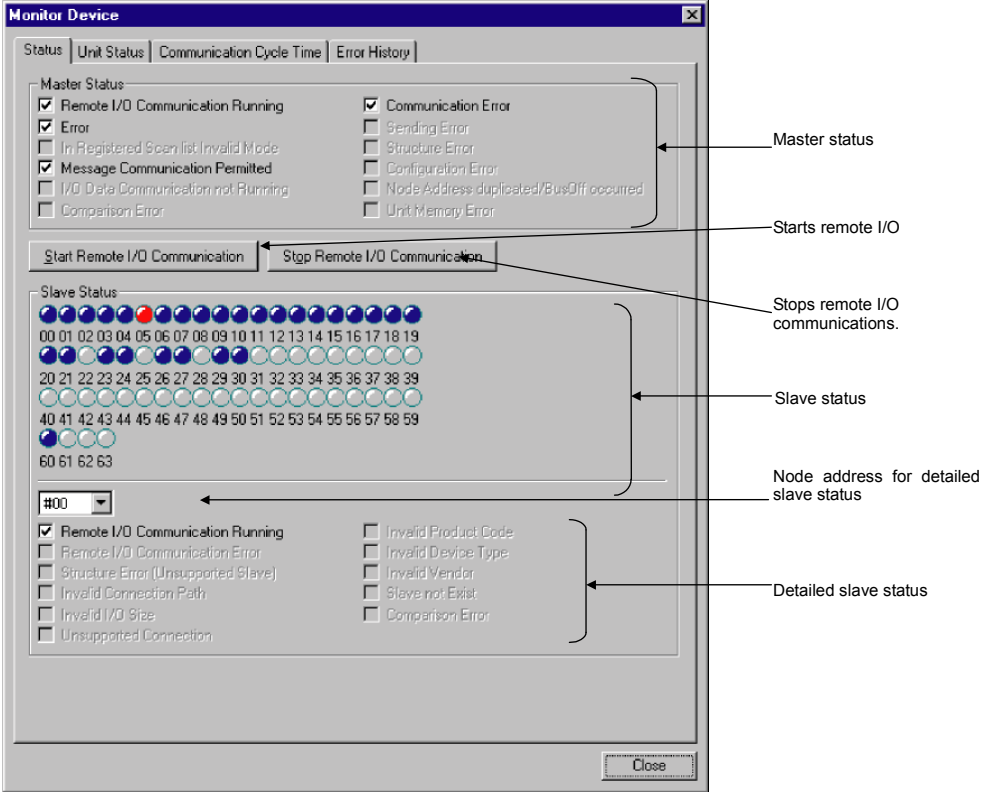 Monitor Device
Status
Unit Status
Communication Cycle Time
Error History
Master Status
Remote I/O Communication Running
Error
In Registered Scan list Invalid Mode
Message Communication Permitted
I/O Data Communication not Running
Comparison Error
Communication Error
Sending Error
Structure Error
Configuration Error
Node Address duplicated/BusOff occurred
Unit Memory Error
Master status
Start Remote I/O Communication
Stop Remote I/O Communication
Starts remote I/O
Stops remote I/O
communications.
Slave Status
00 01 02 03 04 05 06 07 08 09 10 11 12 13 14 15 16 17 18 19
20 21 22 23 24 25 26 27 28 29 30 31 32 33 34 35 36 37 38 39
40 41 42 43 44 45 46 47 48 49 50 51 52 53 54 55 56 57 58 59
60 61 62 63
Slave status
#00
Node address for detailed
slave status
Remote I/O Communication Running
Remote I/O Communication Error
Structure Error (Unsupported Slave)
Invalid Connection Path
Invalid I/O Size
Unsupported Connection
Invalid Product Code
Invalid Device Type
Invalid Vendor
Slave not Exist
Comparison Error
Detailed slave status
Close